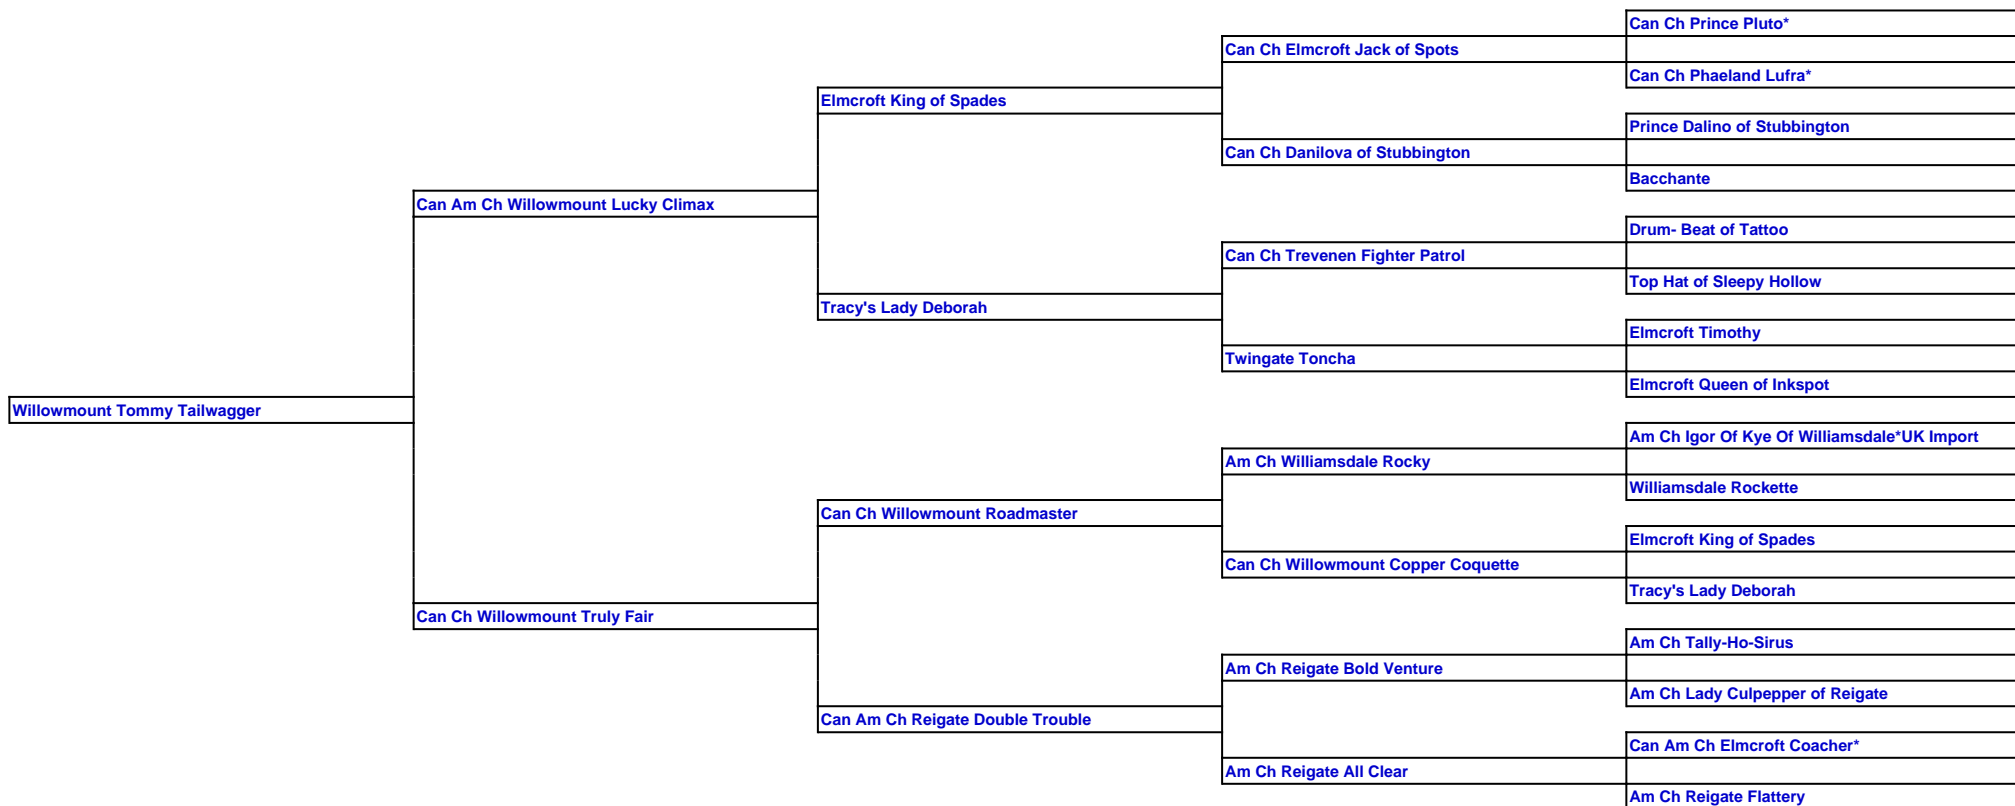 Can Ch Prince Pluto*
Can Ch Elmcroft Jack of Spots
Can Ch Phaeland Lufra*
Elmcroft King of Spades
Prince Dalino of Stubbington
Can Ch Danilova of Stubbington
Bacchante
Can Am Ch Willowmount Lucky Climax
Drum- Beat of Tattoo
Can Ch Trevenen Fighter Patrol
Top Hat of Sleepy Hollow
Tracy's Lady Deborah
Elmcroft Timothy
Twingate Toncha
Elmcroft Queen of Inkspot
Willowmount Tommy Tailwagger
Am Ch Igor Of Kye Of Williamsdale*UK Import
Am Ch Williamsdale Rocky
Williamsdale Rockette
Can Ch Willowmount Roadmaster
Elmcroft King of Spades
Can Ch Willowmount Copper Coquette
Tracy's Lady Deborah
Can Ch Willowmount Truly Fair
Am Ch Tally-Ho-Sirus
Am Ch Reigate Bold Venture
Am Ch Lady Culpepper of Reigate
Can Am Ch Reigate Double Trouble
Can Am Ch Elmcroft Coacher*
Am Ch Reigate All Clear
Am Ch Reigate Flattery